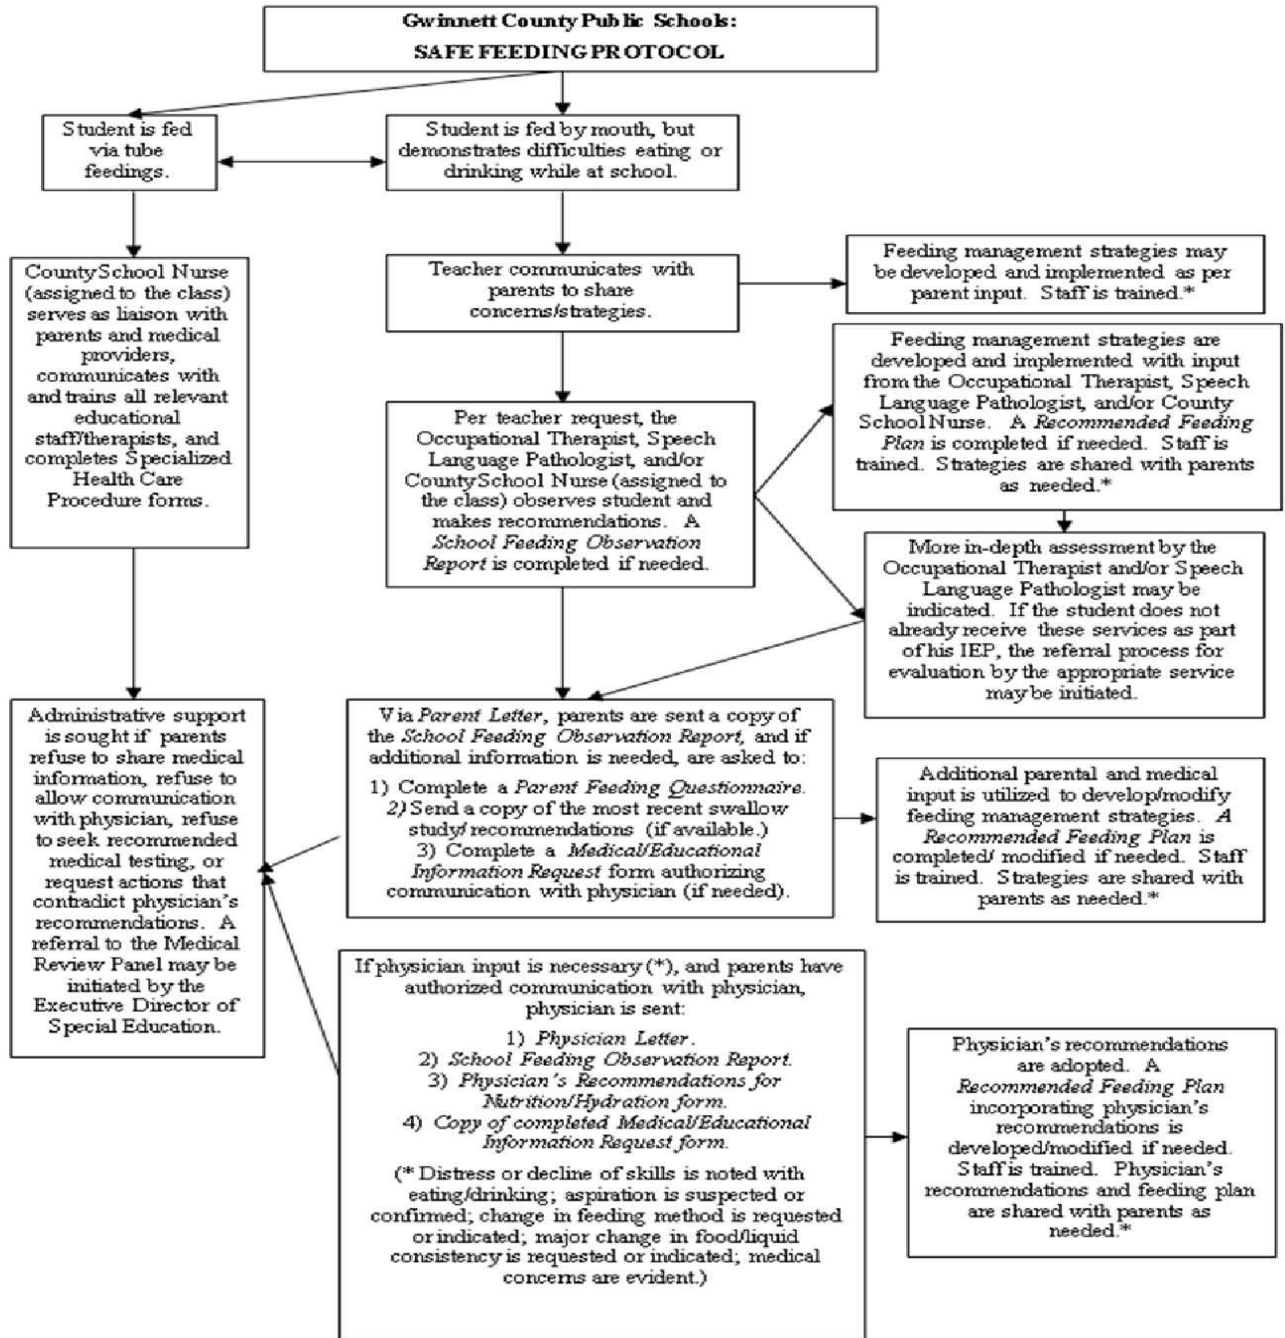 Gwinnett County Public Schools:
SAFE FEEDING PROTOCOL
Student is fed
via tube
feedings.
Student is fed by mouth, but
demonstrates difficulties eating or
drinking while at school.
County School Nurse
(assigned to the class)
serves as liaison with
parents and medical
providers,
communicates with
and trains all relevant
educational
staff/therapists, and
completes Specialized
Health Care
Procedure forms.
Teacher communicates with
parents to share
concerns/strategies.
Feeding management strategies may
be developed and implemented as per
parent input. Staff is trained.*
Feeding management strategies are
developed and implemented with input
from the Occupational Therapist, Speech
Language Pathologist, and/or County
School Nurse. A Recommended Feeding
Plan is completed if needed. Staff is
trained. Strategies are shared with parents
as needed.*
Per teacher request, the
Occupational Therapist, Speech
Language Pathologist, and/or
County School Nurse (assigned to
the class) observes student and
makes recommendations. A
School Feeding Observation
Report is completed if needed.
More in-depth assessment by the
Occupational Therapist and/or Speech
Language Pathologist may be
indicated. If the student does not
already receive these services as part
of his IEP, the referral process for
evaluation by the appropriate service
may be initiated.
Administrative support
is sought if parents
refuse to share medical
information, refuse to
allow communication
with physician, refuse
to seek recommended
medical testing, or
request actions that
contradict physician's
recommendations. A
referral to the Medical
Review Panel may be
initiated by the
Executive Director of
Special Education.
Via Parent Letter, parents are sent a copy of
the School Feeding Observation Report, and if
additional information is needed, are asked to:
1) Complete a Parent Feeding Questionnaire.
2) Send a copy of the most recent swallow
study/ recommendations (if available.)
3) Complete a Medical/Educational
Information Request form authorizing
communication with physician (if needed).
Additional parental and medical
input is utilized to develop/modify
feeding management strategies. A
Recommended Feeding Plan is
completed/ modified if needed. Staff
is trained. Strategies are shared with
parents as needed.*
If physician input is necessary (*), and parents have
authorized communication with physician,
physician is sent:
1) Physician Letter.
2) School Feeding Observation Report.
3) Physician's Recommendations for
Nutrition/Hydration form.
4) Copy of completed Medical/Educational
Information Request form.
(* Distress or decline of skills is noted with
eating/drinking; aspiration is suspected or
confirmed; change in feeding method is requested
or indicated; major change in food/liquid
consistency is requested or indicated; medical
concerns are evident.)
Physician's recommendations
are adopted. A
Recommended Feeding Plan
incorporating physician's
recommendations is
developed/modified if needed.
Staff is trained. Physician's
recommendations and feeding plan
are shared with parents as
needed.*